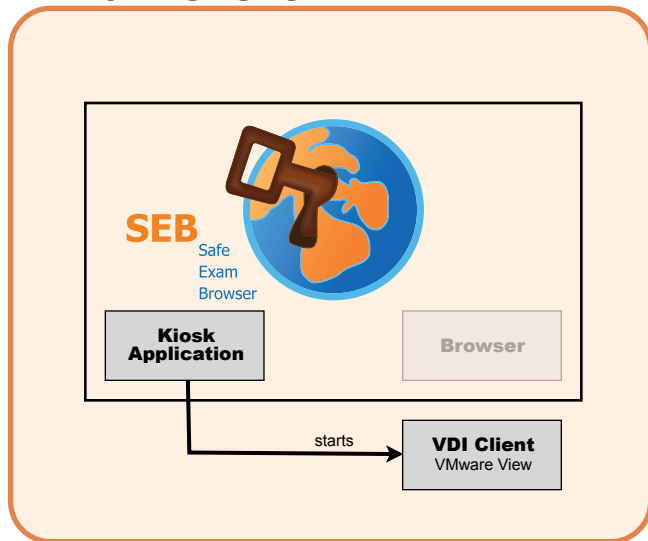 SEB
Safe
Exam
Browser
Kiosk
Application
Browser
starts
VDI Client
VMware View